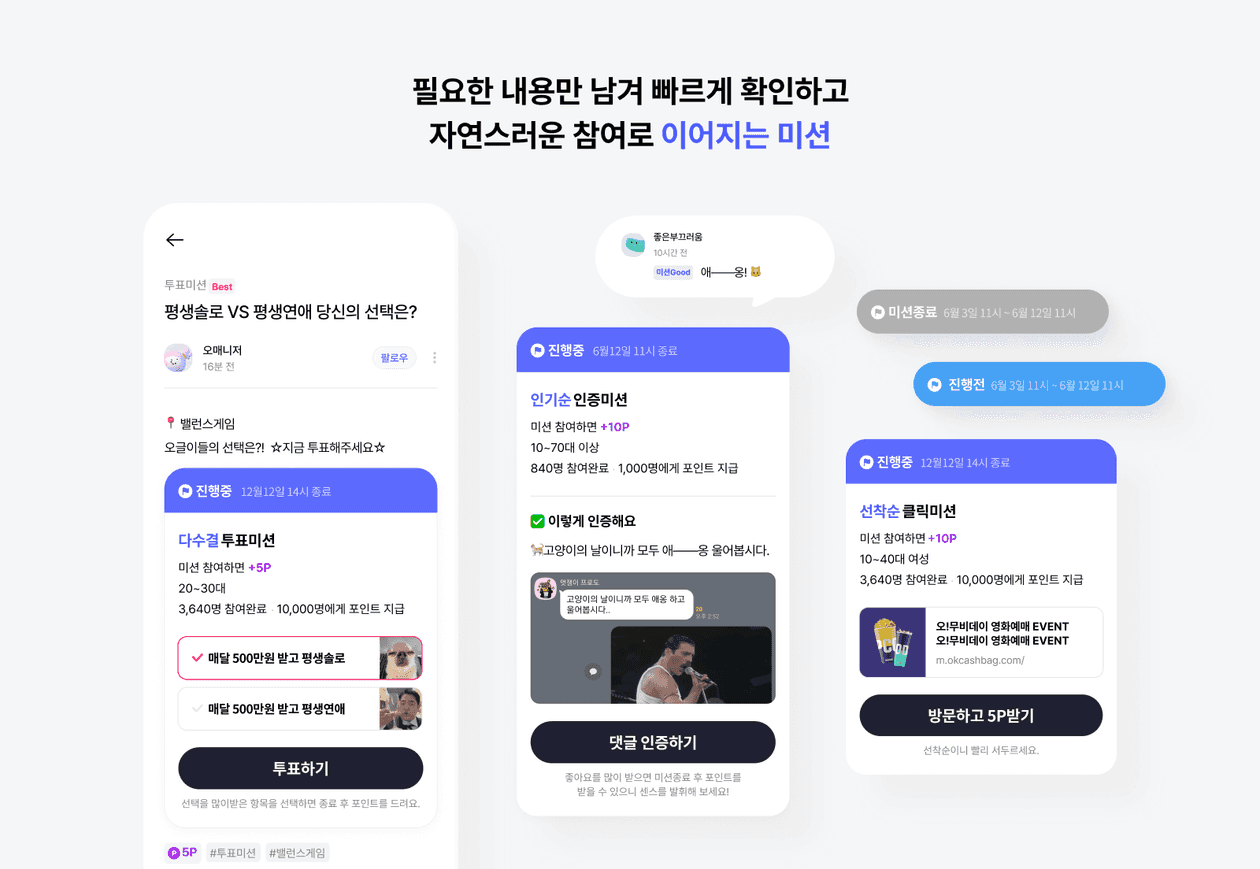 필요한 내용만 남겨 빠르게 확인하고
자연스러운 참여로 이어지는 미션
투표미션 Best
평생솔로 VS 평생연애 당신의 선택은?
오매니저
16분 전
팔로우
📍 밸런스게임
오글이들의 선택은?! ☆지금 투표해주세요☆
진행중 12월12일 14시 종료
다수결 투표미션
미션 참여하면 +5P
20~30대
3,640명 참여완료 · 10,000명에게 포인트 지급
매달 500만원 받고 평생솔로
매달 500만원 받고 평생연애
투표하기
선택을 많이받은 항목을 선택하면 종료 후 포인트를 드려요.
P 5P #투표미션 #밸런스게임
좋은부끄러움
10시간 전
미션Good 애——옹! 🐱
진행중 6월12일 11시 종료
인기순 인증미션
미션 참여하면 +10P
10~70대 이상
840명 참여완료 · 1,000명에게 포인트 지급
✅ 이렇게 인증해요
🐈고양이의 날이니까 모두 애——옹 울어봅시다.
멋쟁이 프로도
고양이의 날이니까 모두 애옹 하고
울어봅시다..
20
오후 2:52
댓글 인증하기
좋아요를 많이 받으면 미션종료 후 포인트를
받을 수 있으니 센스를 발휘해 보세요!
미션종료 6월 3일 11시 ~ 6월 12일 11시
진행전 6월 3일 11시 ~ 6월 12일 11시
진행중 12월12일 14시 종료
선착순 클릭미션
미션 참여하면 +10P
10~40대 여성
3,640명 참여완료 · 10,000명에게 포인트 지급
오!무비데이 영화예매 EVENT
오!무비데이 영화예매 EVENT
m.okcashbag.com/
방문하고 5P받기
선착순이니 빨리 서두르세요.